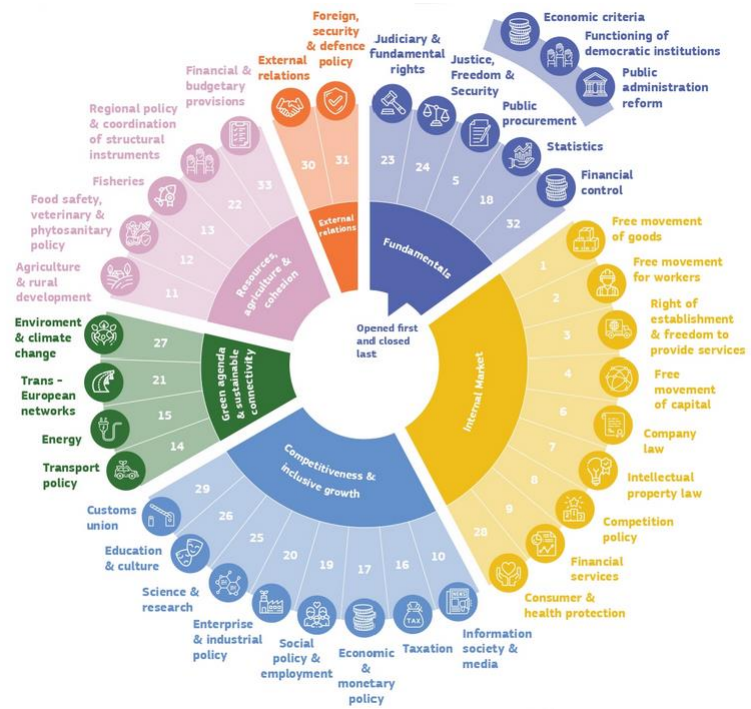 Economic criteria
Functioning of
democratic institutions
Public
administration
reform
Judiciary &
fundamental
rights
Justice,
Freedom &
Security
Public
procurement
Statistics
Financial
control
23
24
5
18
32
Fundamentals
Opened first
and closed
last
Free movement
of goods
Free movement
for workers
Right of
establishment
& freedom to
provide services
Free
movement
of capital
Company
law
Intellectual
property law
Competition
policy
Financial
services
Consumer &
health protection
1
2
3
4
6
7
8
9
28
Internal Market
Information
society &
media
Taxation
Economic
&
monetary
policy
Social
policy &
employment
Enterprise
& industrial
policy
Science &
research
Education
& culture
Customs
union
10
16
17
19
20
25
26
29
Competitiveness &
inclusive growth
NEWS
TAX
Transport
policy
Energy
Trans -
European
networks
Enviroment
& climate
change
14
15
21
27
Green agenda
& sustainable
connectivity
Agriculture
& rural
development
Food safety,
veterinary &
phytosanitary
policy
Fisheries
Regional policy
& coordination
of structural
instruments
Financial &
budgetary
provisions
11
12
13
22
33
Resources,
agriculture &
cohesion
External
relations
Foreign,
security
& defence
policy
30
31
External
relations